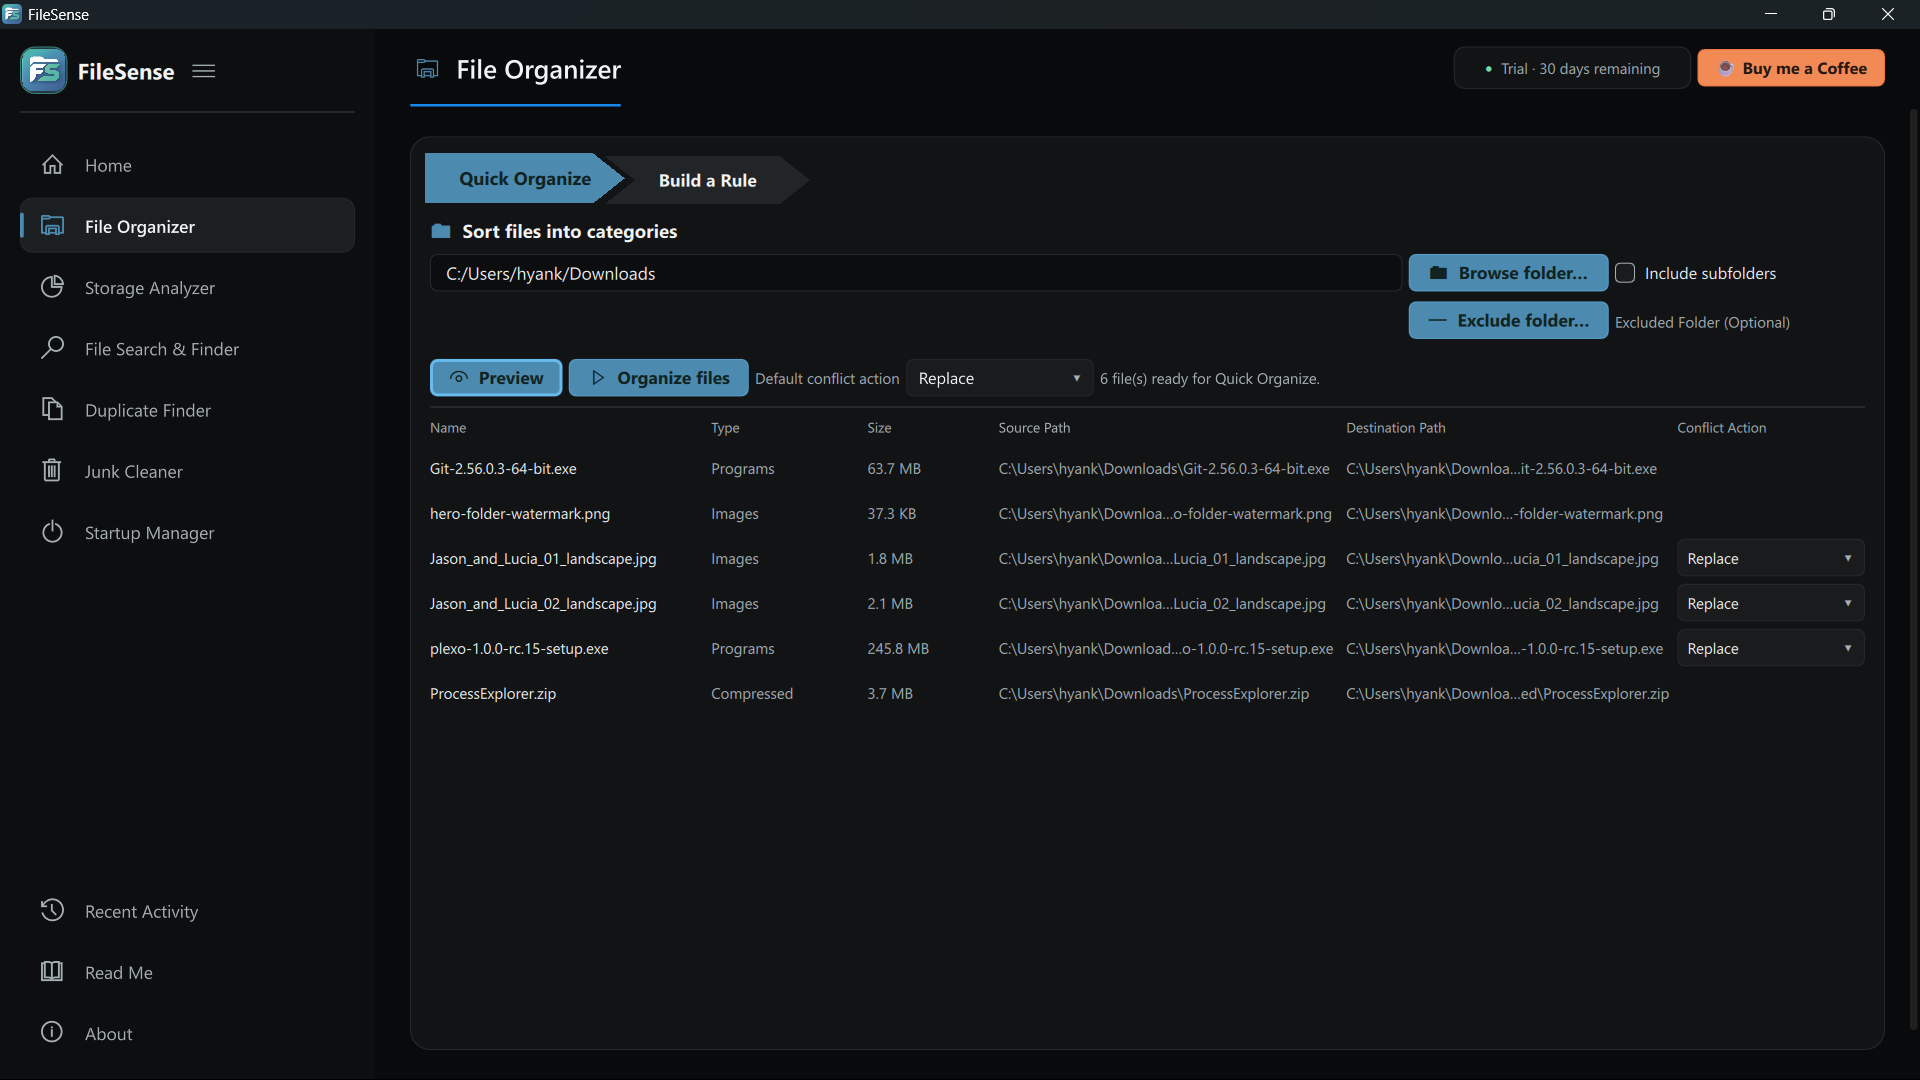 FileSense
FileSense
File Organizer
Trial · 30 days remaining
Buy me a Coffee
Home
File Organizer
Storage Analyzer
File Search & Finder
Duplicate Finder
Junk Cleaner
Startup Manager
Recent Activity
Read Me
About
Quick Organize
Build a Rule
Sort files into categories
C:/Users/hyank/Downloads
Browse folder...
Include subfolders
Exclude folder...
Excluded Folder (Optional)
Preview
Organize files
Default conflict action
Replace
6 file(s) ready for Quick Organize.
Name Type Size Source Path Destination Path Conflict Action
Git-2.56.0.3-64-bit.exe Programs 63.7 MB C:\Users\hyank\Downloads\Git-2.56.0.3-64-bit.exe C:\Users\hyank\Downloa...it-2.56.0.3-64-bit.exe
hero-folder-watermark.png Images 37.3 KB C:\Users\hyank\Downloa...o-folder-watermark.png C:\Users\hyank\Downlo...-folder-watermark.png
Jason_and_Lucia_01_landscape.jpg Images 1.8 MB C:\Users\hyank\Downloa...Lucia_01_landscape.jpg C:\Users\hyank\Downlo...ucia_01_landscape.jpg Replace
Jason_and_Lucia_02_landscape.jpg Images 2.1 MB C:\Users\hyank\Downloa...Lucia_02_landscape.jpg C:\Users\hyank\Downlo...ucia_02_landscape.jpg Replace
plexo-1.0.0-rc.15-setup.exe Programs 245.8 MB C:\Users\hyank\Download...o-1.0.0-rc.15-setup.exe C:\Users\hyank\Downloa...-1.0.0-rc.15-setup.exe Replace
ProcessExplorer.zip Compressed 3.7 MB C:\Users\hyank\Downloads\ProcessExplorer.zip C:\Users\hyank\Downloa...ed\ProcessExplorer.zip